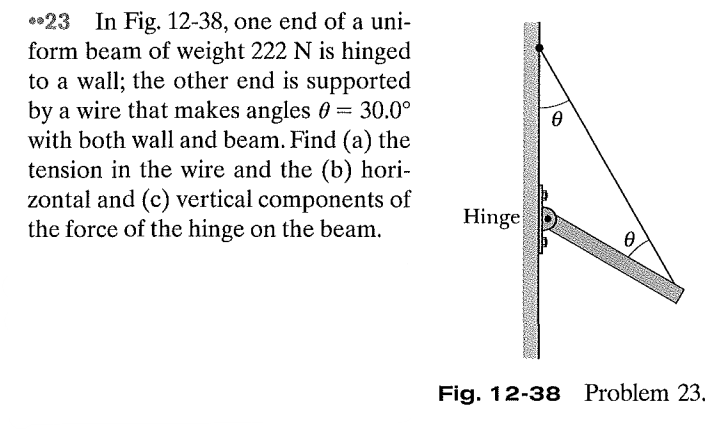 ••23 In Fig. 12-38, one end of a uni-
form beam of weight 222 N is hinged
to a wall; the other end is supported
by a wire that makes angles θ = 30.0°
with both wall and beam. Find (a) the
tension in the wire and the (b) hori-
zontal and (c) vertical components of
the force of the hinge on the beam.
θ
Hinge
θ
Fig. 12-38 Problem 23.